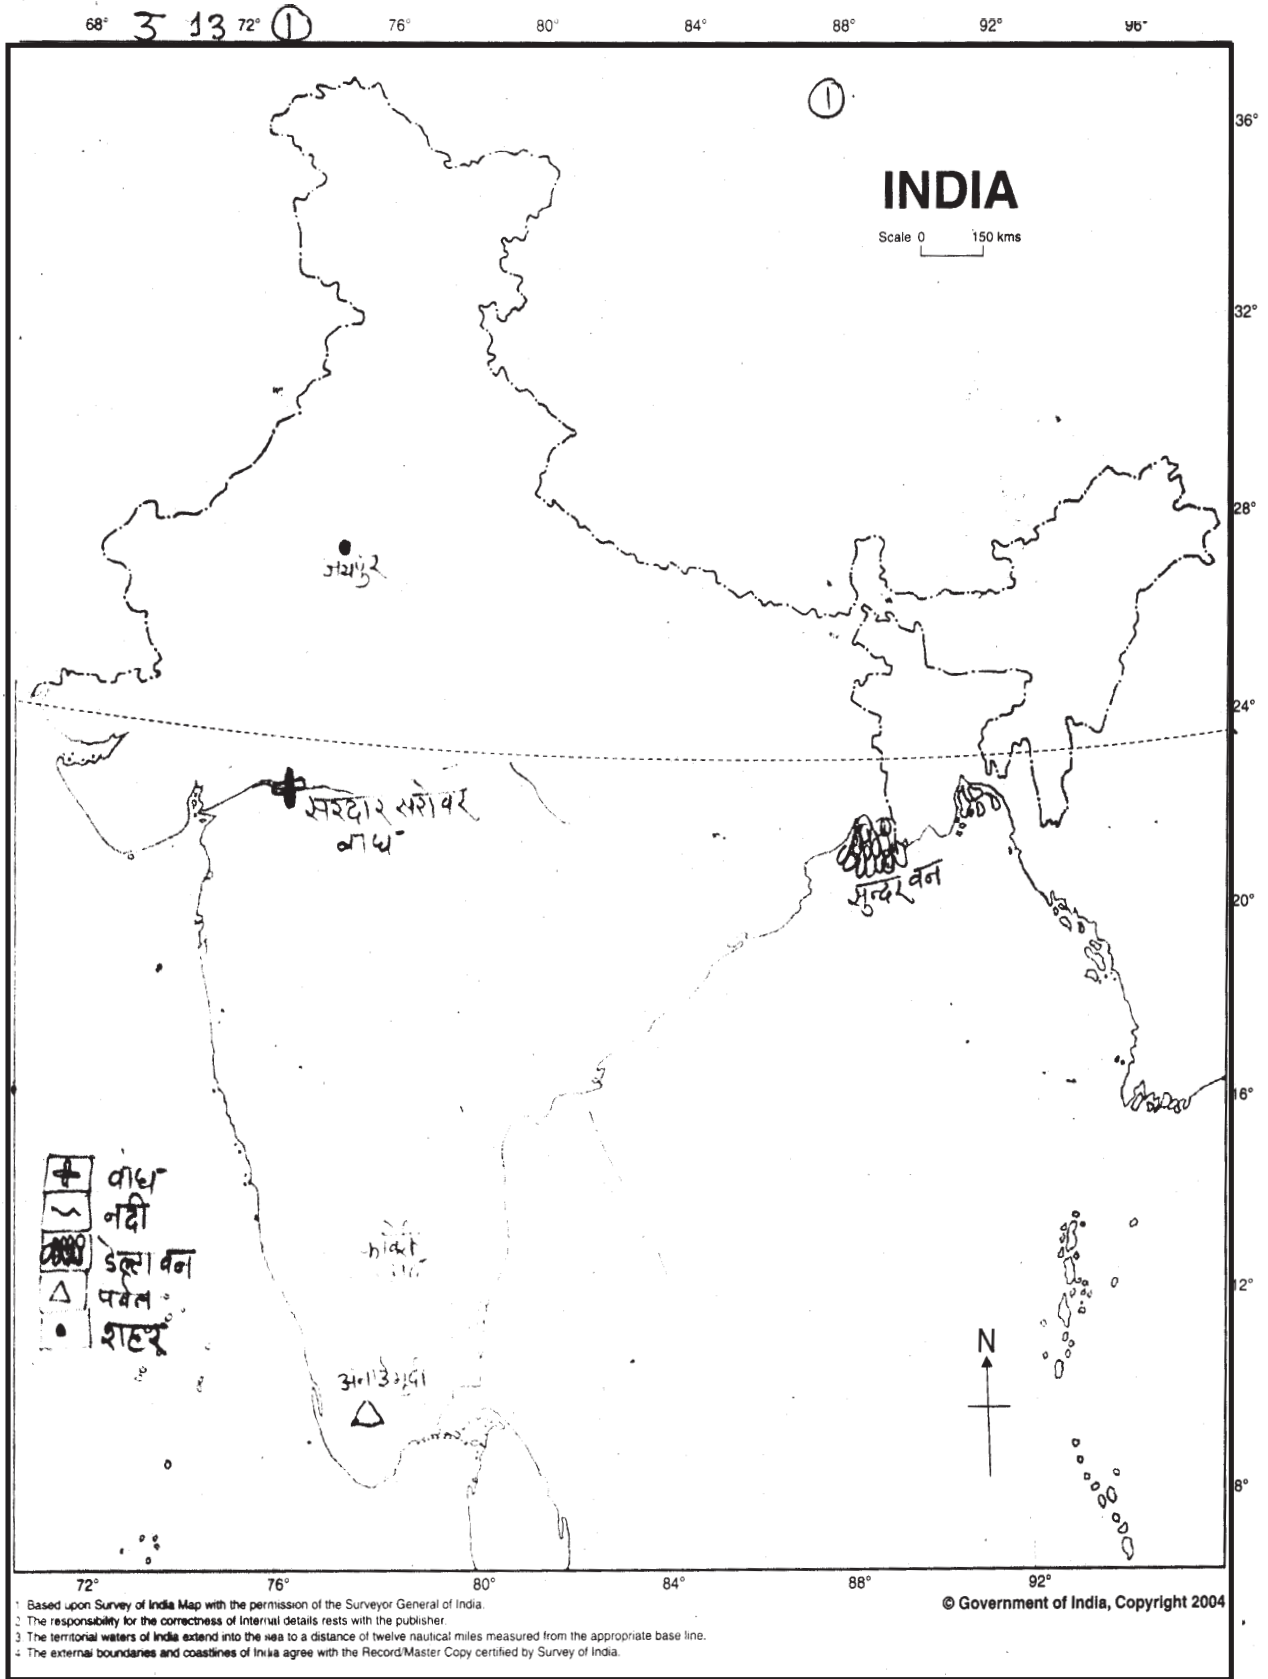 68° उ 13 72° ① 76° 80° 84° 88° 92° 96°
①
36°
INDIA
Scale 0 150 kms
32°
28°
जयपुर
24°
सरदार सरोवर
बाध
सुन्दर वन
20°
16°
बाध
नदी
डेल्टा वन
पर्वत
शहर
12°
अनाईमुदी
N
8°
72° 76° 80° 84° 88° 92°
1 Based upon Survey of India Map with the permission of the Surveyor General of India.
© Government of India, Copyright 2004
2 The responsibility for the correctness of Internal details rests with the publisher.
3 The territorial waters of India extend into the sea to a distance of twelve nautical miles measured from the appropriate base line.
4 The external boundaries and coastlines of India agree with the Record/Master Copy certified by Survey of India.